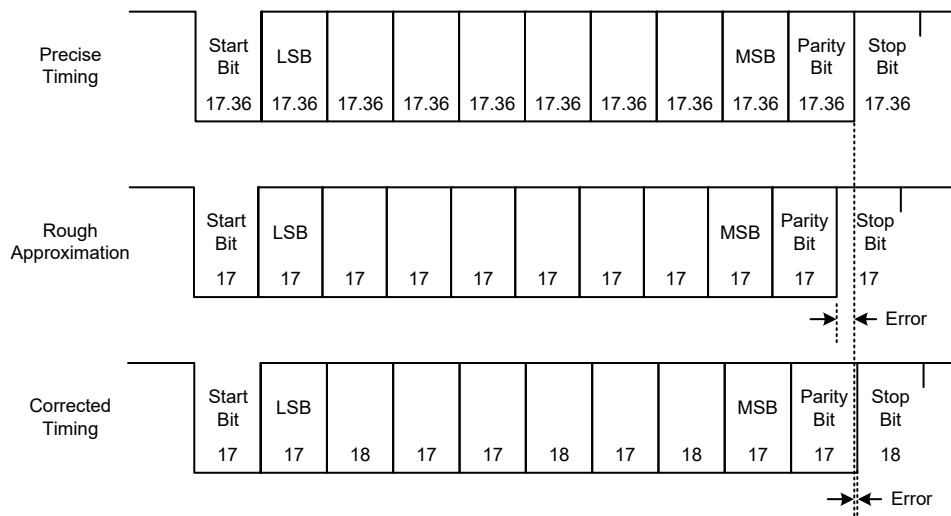 Precise
Timing
Start
Bit
LSB
MSB
Parity
Bit
Stop
Bit
17.36 17.36 17.36 17.36 17.36 17.36 17.36 17.36 17.36 17.36 17.36
Rough
Approximation
Start
Bit
LSB
MSB
Parity
Bit
Stop
Bit
17 17 17 17 17 17 17 17 17 17 17
Error
Corrected
Timing
Start
Bit
LSB
MSB
Parity
Bit
Stop
Bit
17 17 18 17 17 18 17 18 17 17 18
Error